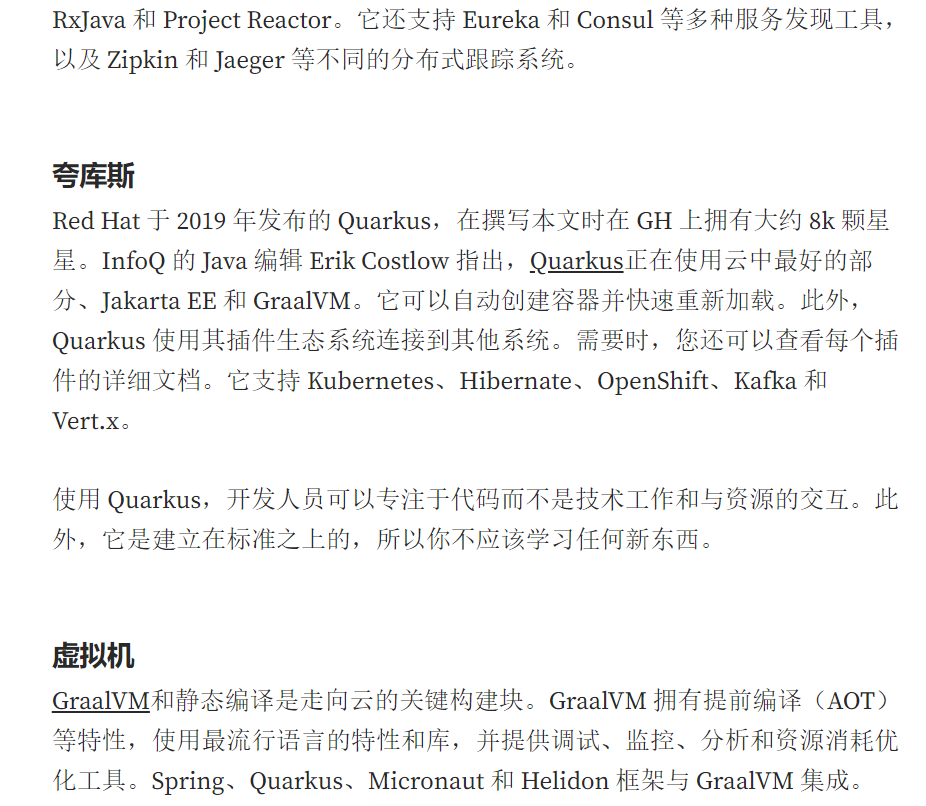 RxJava 和 Project Reactor。它还支持 Eureka 和 Consul 等多种服务发现工具，
以及 Zipkin 和 Jaeger 等不同的分布式跟踪系统。
夸库斯
Red Hat 于 2019 年发布的 Quarkus，在撰写本文时在 GH 上拥有大约 8k 颗星
星。InfoQ 的 Java 编辑 Erik Costlow 指出，Quarkus正在使用云中最好的部
分、Jakarta EE 和 GraalVM。它可以自动创建容器并快速重新加载。此外，
Quarkus 使用其插件生态系统连接到其他系统。需要时，您还可以查看每个插
件的详细文档。它支持 Kubernetes、Hibernate、OpenShift、Kafka 和
Vert.x。
使用 Quarkus，开发人员可以专注于代码而不是技术工作和与资源的交互。此
外，它是建立在标准之上的，所以你不应该学习任何新东西。
虚拟机
GraalVM和静态编译是走向云的关键构建块。GraalVM 拥有提前编译（AOT）
等特性，使用最流行语言的特性和库，并提供调试、监控、分析和资源消耗优
化工具。Spring、Quarkus、Micronaut 和 Helidon 框架与 GraalVM 集成。